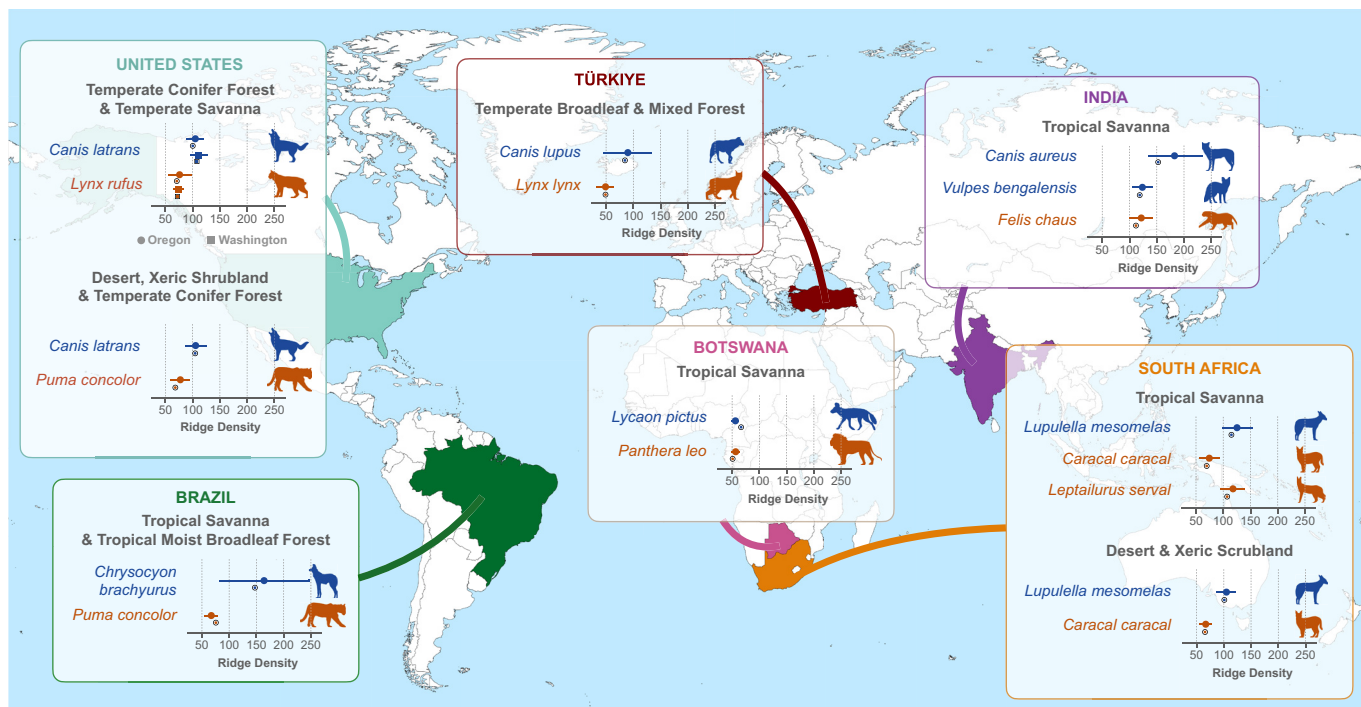 UNITED STATES
Temperate Conifer Forest
& Temperate Savanna
Canis latrans
Lynx rufus
50 100 150 200 250
Oregon Washington
Ridge Density
Desert, Xeric Shrubland
& Temperate Conifer Forest
Canis latrans
Puma concolor
50 100 150 200 250
Ridge Density
TÜRKIYE
Temperate Broadleaf & Mixed Forest
Canis lupus
Lynx lynx
50 100 150 200 250
Ridge Density
INDIA
Tropical Savanna
Canis aureus
Vulpes bengalensis
Felis chaus
50 100 150 200 250
Ridge Density
BOTSWANA
Tropical Savanna
Lycaon pictus
Panthera leo
50 100 150 200 250
Ridge Density
SOUTH AFRICA
Tropical Savanna
Lupulella mesomelas
Caracal caracal
Leptailurus serval
50 100 150 200 250
Desert & Xeric Scrubland
Lupulella mesomelas
Caracal caracal
50 100 150 200 250
Ridge Density
BRAZIL
Tropical Savanna
& Tropical Moist Broadleaf Forest
Chrysocyon
brachyurus
Puma concolor
50 100 150 200 250
Ridge Density